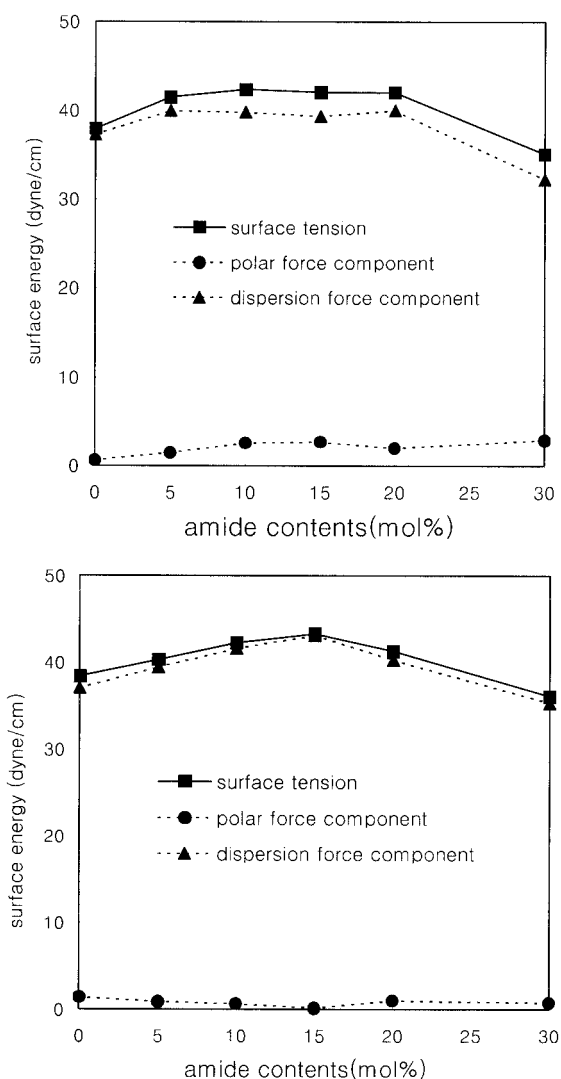 50
40
30
20
10
0
surface energy (dyne/cm)
surface tension
polar force component
dispersion force component
0 5 10 15 20 25 30
amide contents(mol%)
50
40
30
20
10
0
surface energy (dyne/cm)
surface tension
polar force component
dispersion force component
0 5 10 15 20 25 30
amide contents(mol%)